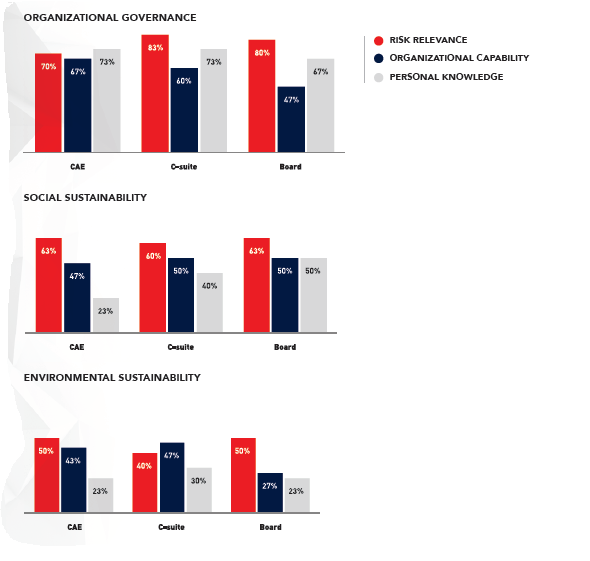 ORGANIZATIONAL GOVERNANCE
RISK RELEVANCE
ORGANIZATIONAL CAPABILITY
PERSONAL KNOWLEDGE
70% 67% 73% 83% 60% 73% 80% 47% 67%
CAE C-suite Board
SOCIAL SUSTAINABILITY
63% 47% 23% 60% 50% 40% 63% 50% 50%
CAE C-suite Board
ENVIRONMENTAL SUSTAINABILITY
50% 43% 23% 40% 47% 30% 50% 27% 23%
CAE C-suite Board